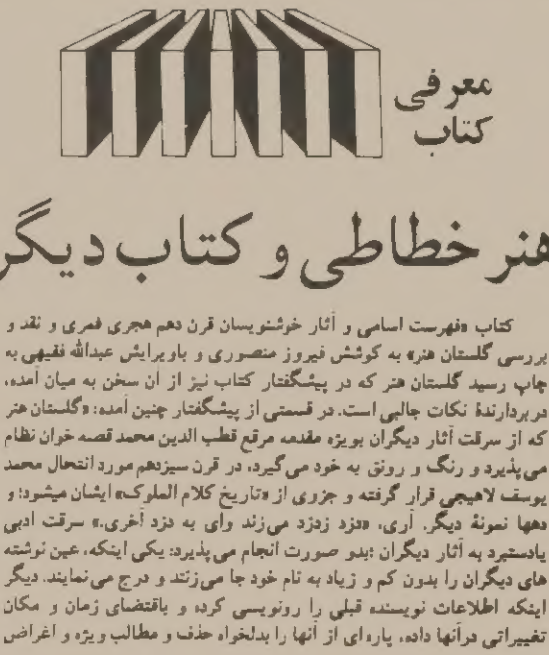 معرفی
کتاب
هنر خطاطی و کتاب دیگر
کتاب «فهرست اسامی و آثار خوشنویسان قرن دهم هجری قمری و نقد و
بررسی گلستان هنر» به کوشش فیروز منصوری و باویرایش عبدالله فقیهی به
چاپ رسید گلستان هنر که در پیشگفتار کتاب نیز از آن سخن به میان آمده،
دربردارندهٔ نکات جالبی است. در قسمتی از پیشگفتار چنین آمده: «گلستان هنر
که از سرقت آثار دیگران بویژه مقدمه مرقع قطب الدین محمد قصه خوان نظام
می‌پذیرد و رنگ و رونق به خود می‌گیرد، در قرن سیزدهم مورد انتحال محمد
یوسف لاهیجی قرار گرفته و جزوی از «تاریخ کلام الملوک» ایشان میشود؛ و
دهها نمونهٔ دیگر. آری، «دزد زدزد می‌زند وای به دزد آخری.» سرقت ادبی
یادستبرد به آثار دیگران بدو صورت انجام می‌پذیرد: یکی اینکه، عین نوشته
های دیگران را بدون کم و زیاد به نام خود جا می‌زنند و درج می‌نمایند. دیگر
اینکه اطلاعات نویسنده قبلی را رونویسی کرده و باقتضای زمان و مکان
تغییراتی درآنها داده، پاره‌ای از آنها را بدلخواه حذف و مطالب ویژه و اغراض